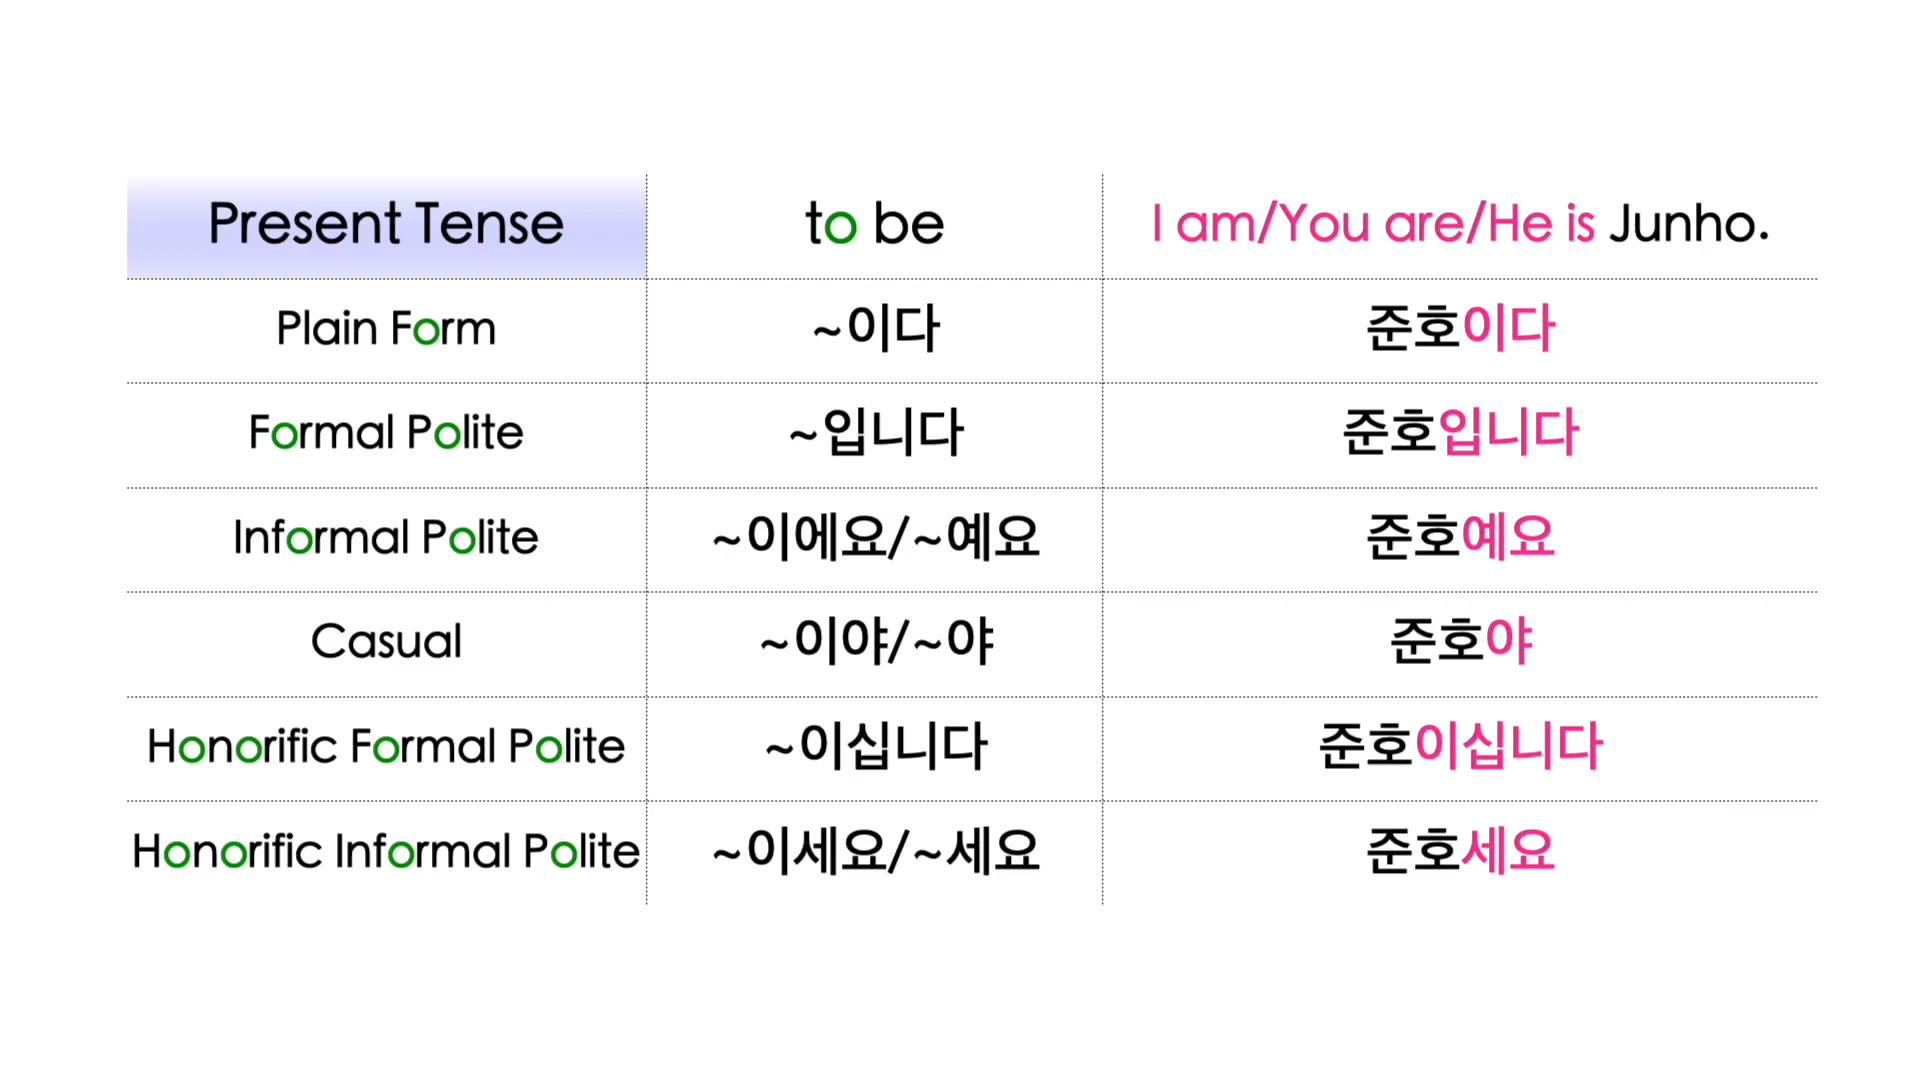 Present Tense to be I am/You are/He is Junho.
Plain Form ~이다 준호이다
Formal Polite ~입니다 준호입니다
Informal Polite ~이에요/~예요 준호예요
Casual ~이야/~야 준호야
Honorific Formal Polite ~이십니다 준호이십니다
Honorific Informal Polite ~이세요/~세요 준호세요